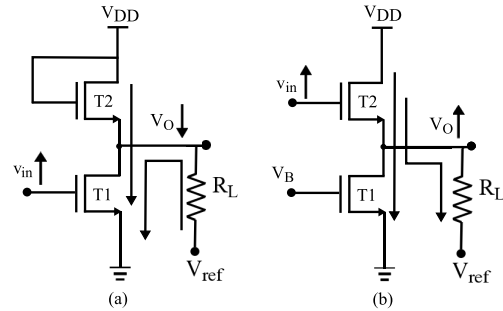 V_DD
T2
V_O
v_in
T1
R_L
V_ref
(a)
V_DD
v_in
T2
V_O
V_B
T1
R_L
V_ref
(b)